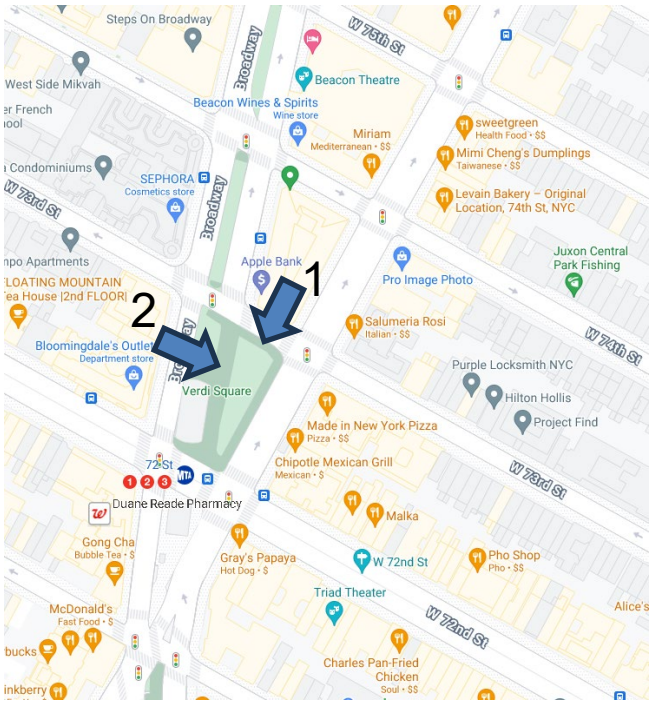 Steps On Broadway
W 75th St
Broadway
West Side Mikvah
Beacon Theatre
er French
ool
Beacon Wines & Spirits
Wine store
sweetgreen
Health Food • $$
Miriam
Mediterranean • $$
Mimi Cheng's Dumplings
Taiwanese • $$
a Condominiums
SEPHORA
Cosmetics store
Levain Bakery – Original
Location, 74th St, NYC
W 73rd St
Broadway
mpo Apartments
Apple Bank
1
Juxon Central
Park Fishing
Pro Image Photo
LOATING MOUNTAIN
Tea House |2nd FLOOR|
2
Salumeria Rosi
Italian • $$
W 74th St
Bloomingdale's Outle
Department store
Purple Locksmith NYC
Verdi Square
Hilton Hollis
Project Find
Made in New York Pizza
Pizza • $$
72 St
MTA
1 2 3
Chipotle Mexican Grill
Mexican • $
W 73rd St
Duane Reade Pharmacy
Malka
Gong Cha
Bubble Tea • $
Gray's Papaya
Hot Dog • $
W 72nd St
Pho Shop
Pho • $$
McDonald's
Fast Food • $
Triad Theater
W 72nd St
Alice's
rbucks
Charles Pan-Fried
Chicken
Soul • $$
inkberry